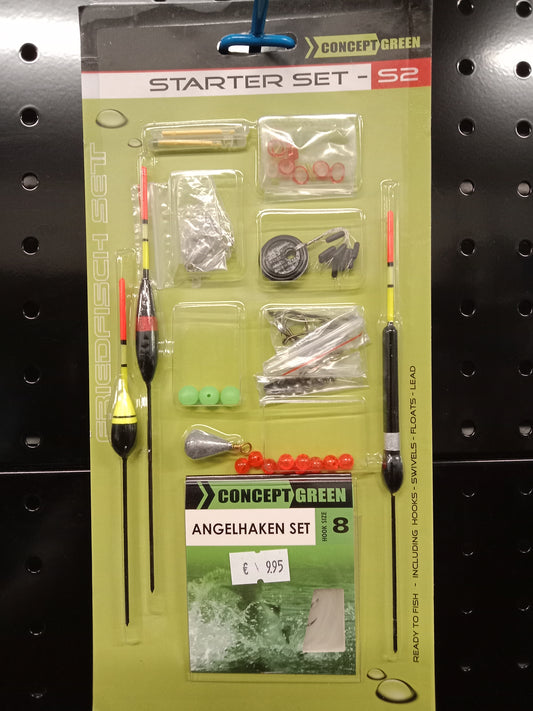 CONCEPT GREEN
STARTER SET - S2
FRIEDFISCH SETT
READY TO FISH - INCLUDING HOOKS - SWIVELS - FLOATS - LEAD
CONCEPT GREEN
ANGELHAKEN SET
HOOK SIZE 8
€ 9.95